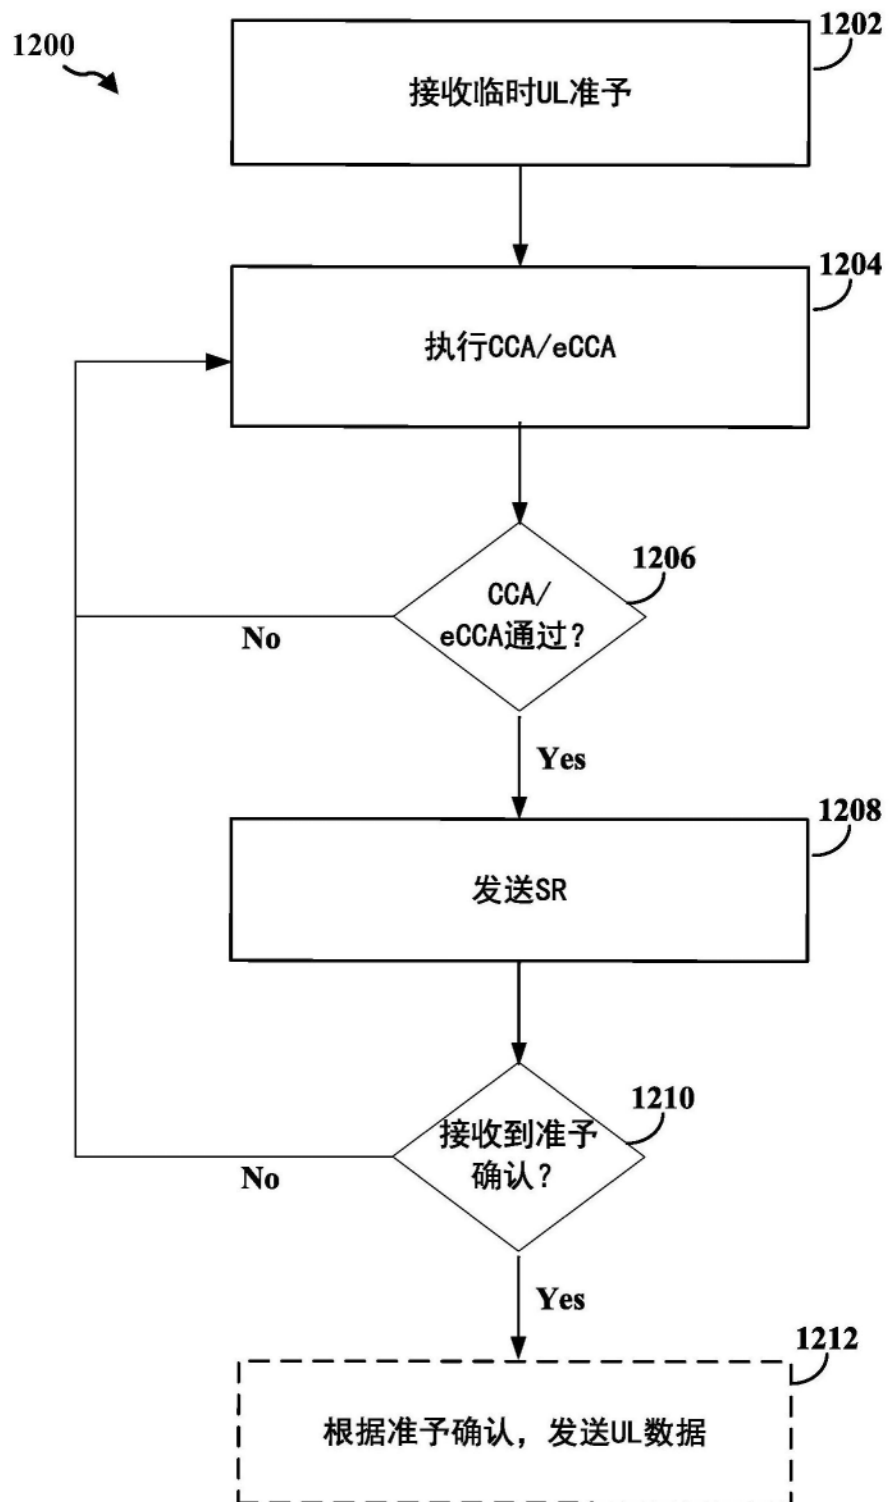 1200
1202
接收临时UL准予
1204
执行CCA/eCCA
1206
CCA/
eCCA通过?
No
Yes
1208
发送SR
1210
接收到准予
确认?
No
Yes
1212
根据准予确认，发送UL数据